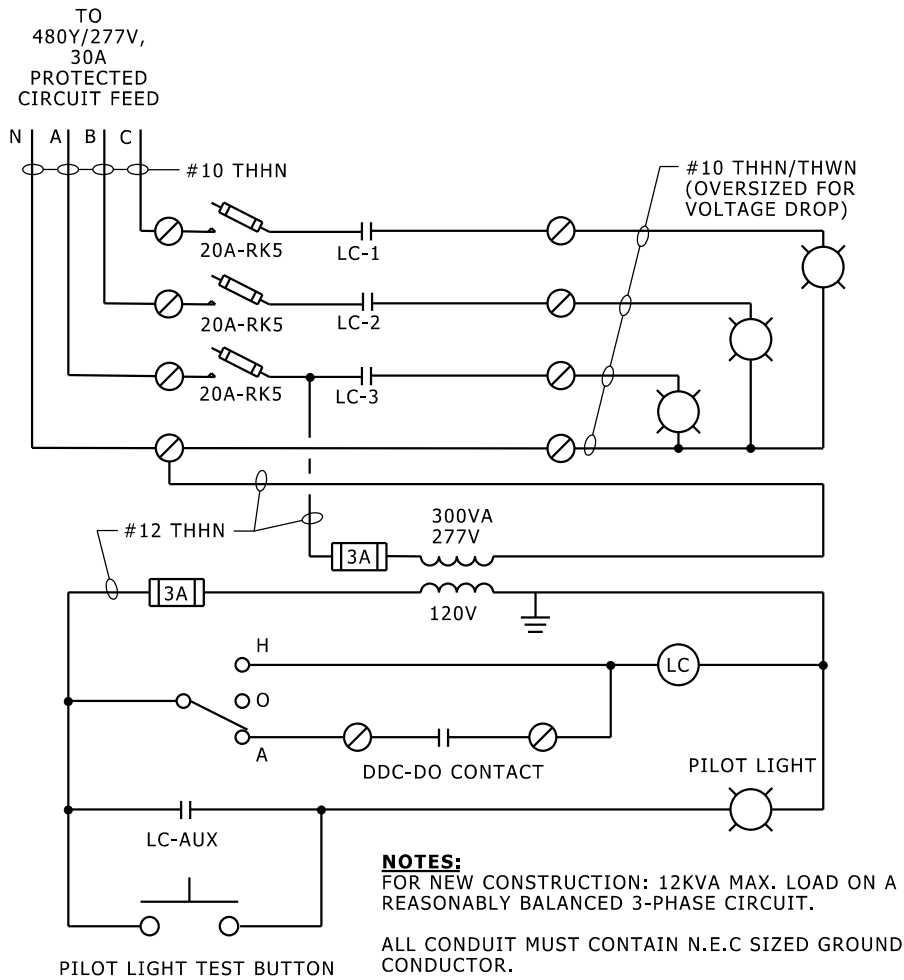 TO
480Y/277V,
30A
PROTECTED
CIRCUIT FEED
N A B C
#10 THHN
#10 THHN/THWN
(OVERSIZED FOR
VOLTAGE DROP)
20A-RK5
LC-1
20A-RK5
LC-2
20A-RK5
LC-3
#12 THHN
300VA
277V
3A
3A
120V
H
LC
O
A
DDC-DO CONTACT
PILOT LIGHT
LC-AUX
PILOT LIGHT TEST BUTTON
NOTES:
FOR NEW CONSTRUCTION: 12KVA MAX. LOAD ON A
REASONABLY BALANCED 3-PHASE CIRCUIT.
ALL CONDUIT MUST CONTAIN N.E.C SIZED GROUND
CONDUCTOR.